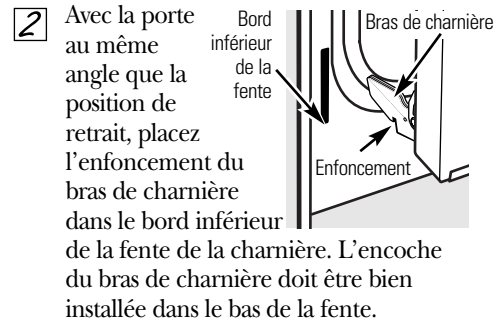 2
Avec la porte
au même
angle que la
position de
retrait, placez
l’enfoncement du
bras de charnière
dans le bord inférieur
de la fente de la charnière. L’encoche
du bras de charnière doit être bien
installée dans le bas de la fente.
Bord
inférieur
de la
fente
Bras de charnière
Enfoncement